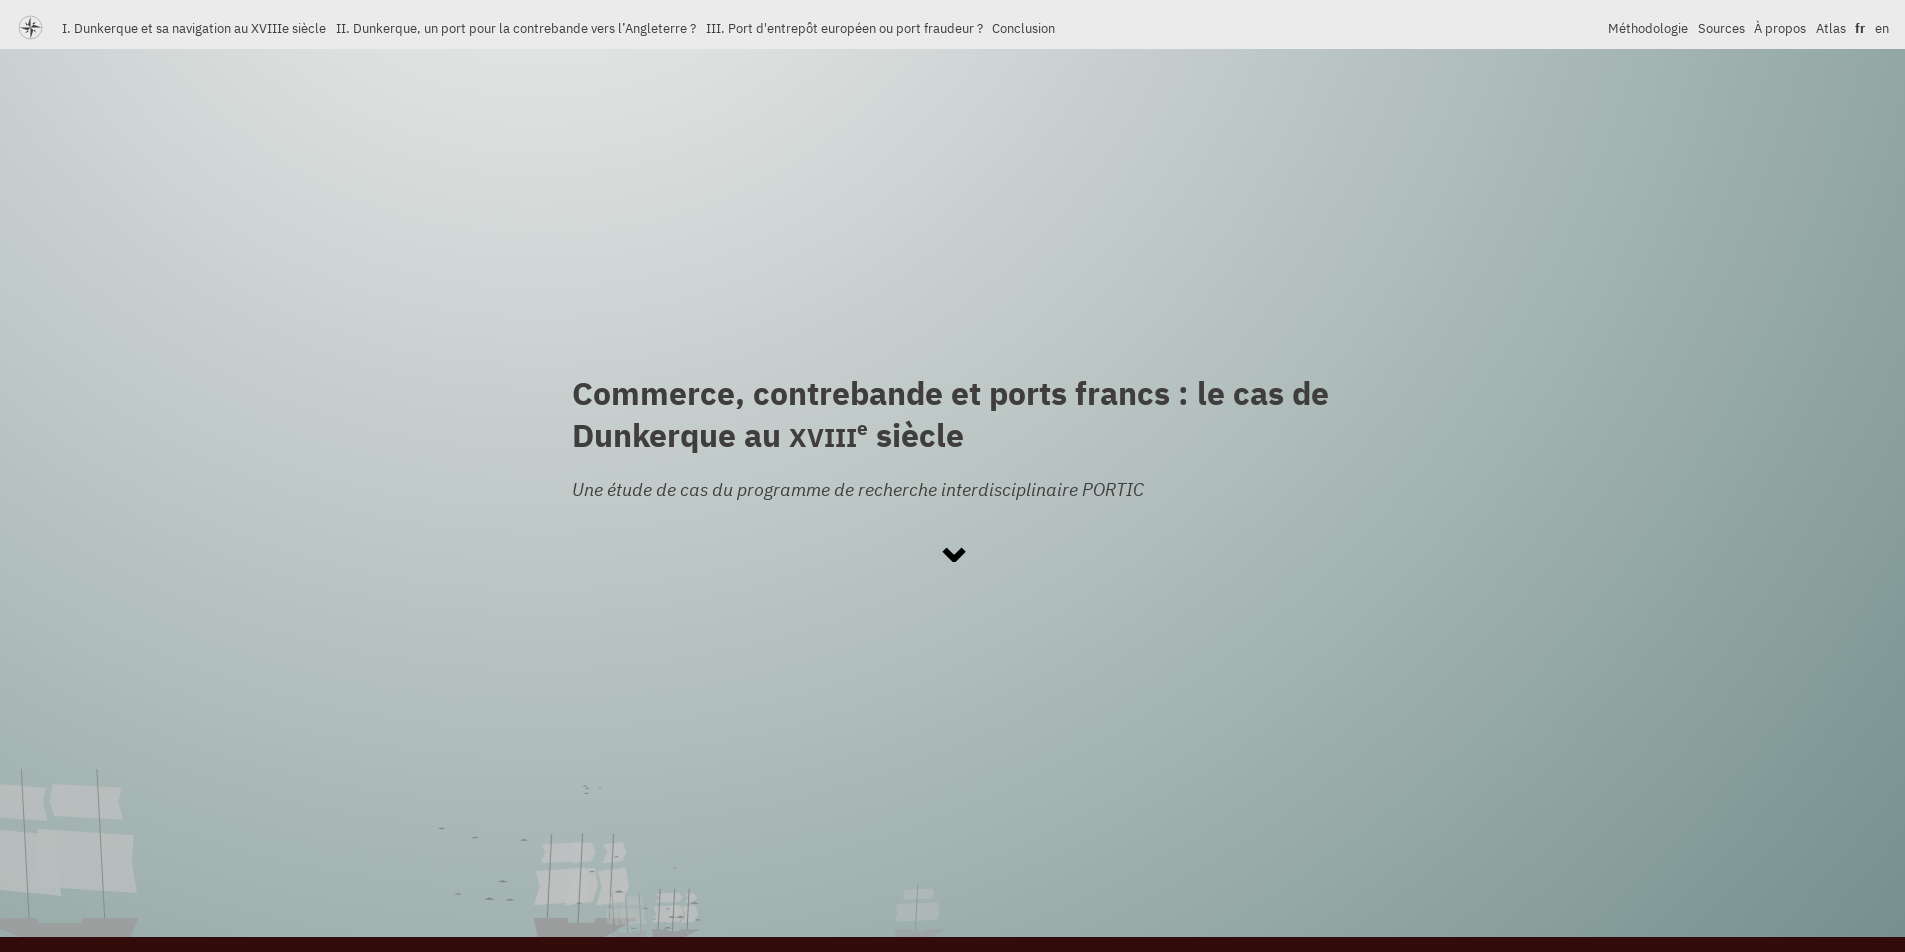 I. Dunkerque et sa navigation au XVIIIe siècle II. Dunkerque, un port pour la contrebande vers l’Angleterre ? III. Port d'entrepôt européen ou port fraudeur ? Conclusion Méthodologie Sources À propos Atlas fr en
Commerce, contrebande et ports francs : le cas de
Dunkerque au XVIIIe siècle
Une étude de cas du programme de recherche interdisciplinaire PORTIC